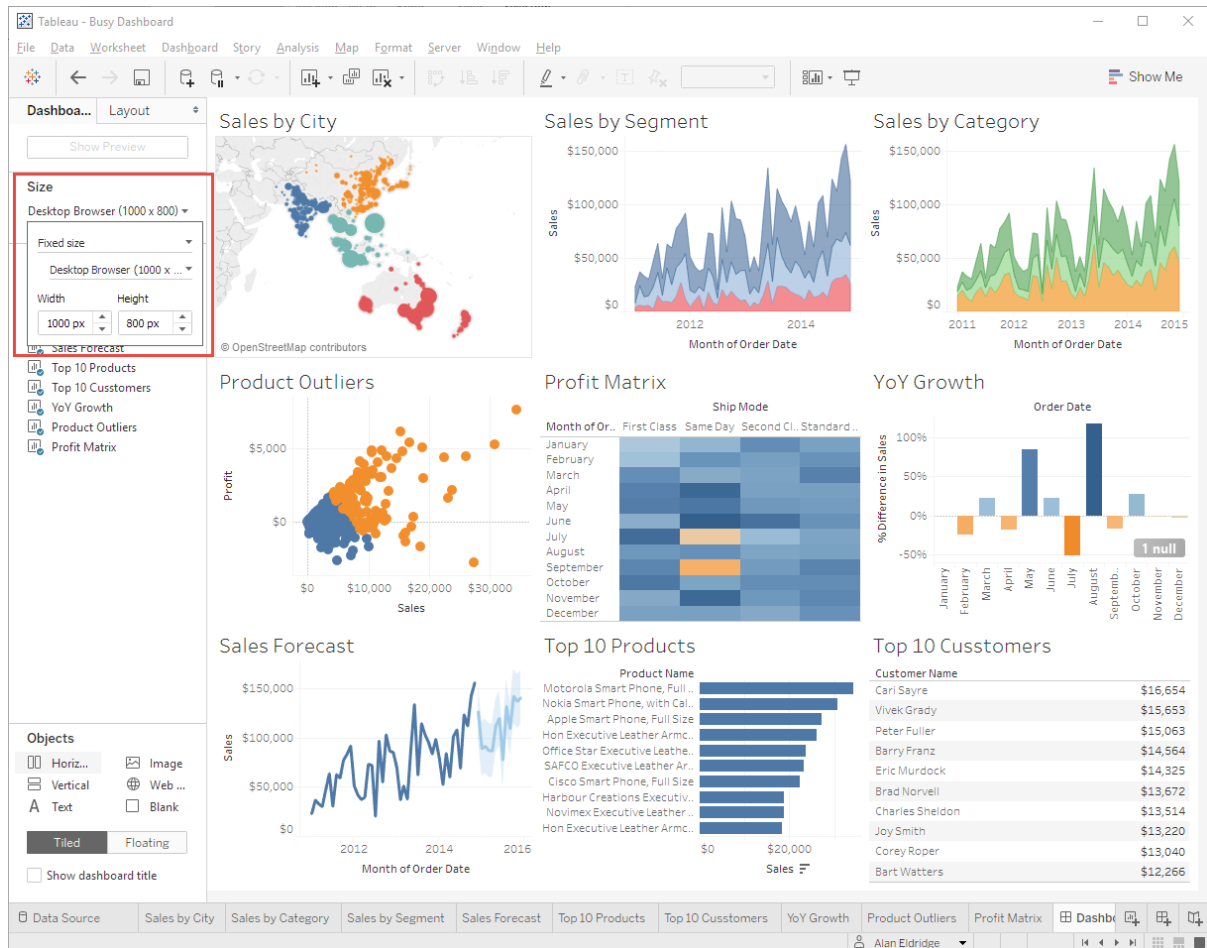 Tableau - Busy Dashboard
File Data Worksheet Dashboard Story Analysis Map Format Server Window Help
Show Me
Dashboa... Layout
Show Preview
Size
Desktop Browser (1000 x 800)
Fixed size
Desktop Browser (1000 x ...
Width Height
1000 px 800 px
Sales Forecast
Top 10 Products
Top 10 Cusstomers
YoY Growth
Product Outliers
Profit Matrix
Objects
Horiz... Image
Vertical Web ...
A Text Blank
Tiled Floating
Show dashboard title
Sales by City
© OpenStreetMap contributors
Sales by Segment
$150,000
$100,000
$50,000
$0
Sales
2012 2014
Month of Order Date
Sales by Category
$150,000
$100,000
$50,000
$0
Sales
2011 2012 2013 2014 2015
Month of Order Date
Product Outliers
$5,000
$0
Profit
$0 $10,000 $20,000 $30,000
Sales
Profit Matrix
Ship Mode
Month of Or.. First Class Same Day Second Cl.. Standard ..
January
February
March
April
May
June
July
August
September
October
November
December
YoY Growth
Order Date
100%
50%
0%
-50%
% Difference in Sales
1 null
January February March April May June July August Septemb.. October November December
Sales Forecast
$150,000
$100,000
$50,000
$0
Sales
2012 2014 2016
Month of Order Date
Top 10 Products
Product Name
Motorola Smart Phone, Full ..
Nokia Smart Phone, with Cal..
Apple Smart Phone, Full Size
Hon Executive Leather Armc..
Office Star Executive Leathe..
SAFCO Executive Leather Ar..
Cisco Smart Phone, Full Size
Harbour Creations Executiv..
Novimex Executive Leather ..
Hon Executive Leather Armc..
$0 $20,000
Sales
Top 10 Cusstomers
Customer Name
Cari Sayre $16,654
Vivek Grady $15,653
Peter Fuller $15,063
Barry Franz $14,564
Eric Murdock $14,325
Brad Norvell $13,672
Charles Sheldon $13,514
Joy Smith $13,220
Corey Roper $13,040
Bart Watters $12,266
Data Source Sales by City Sales by Category Sales by Segment Sales Forecast Top 10 Products Top 10 Cusstomers YoY Growth Product Outliers Profit Matrix Dashbo
Alan Eldridge